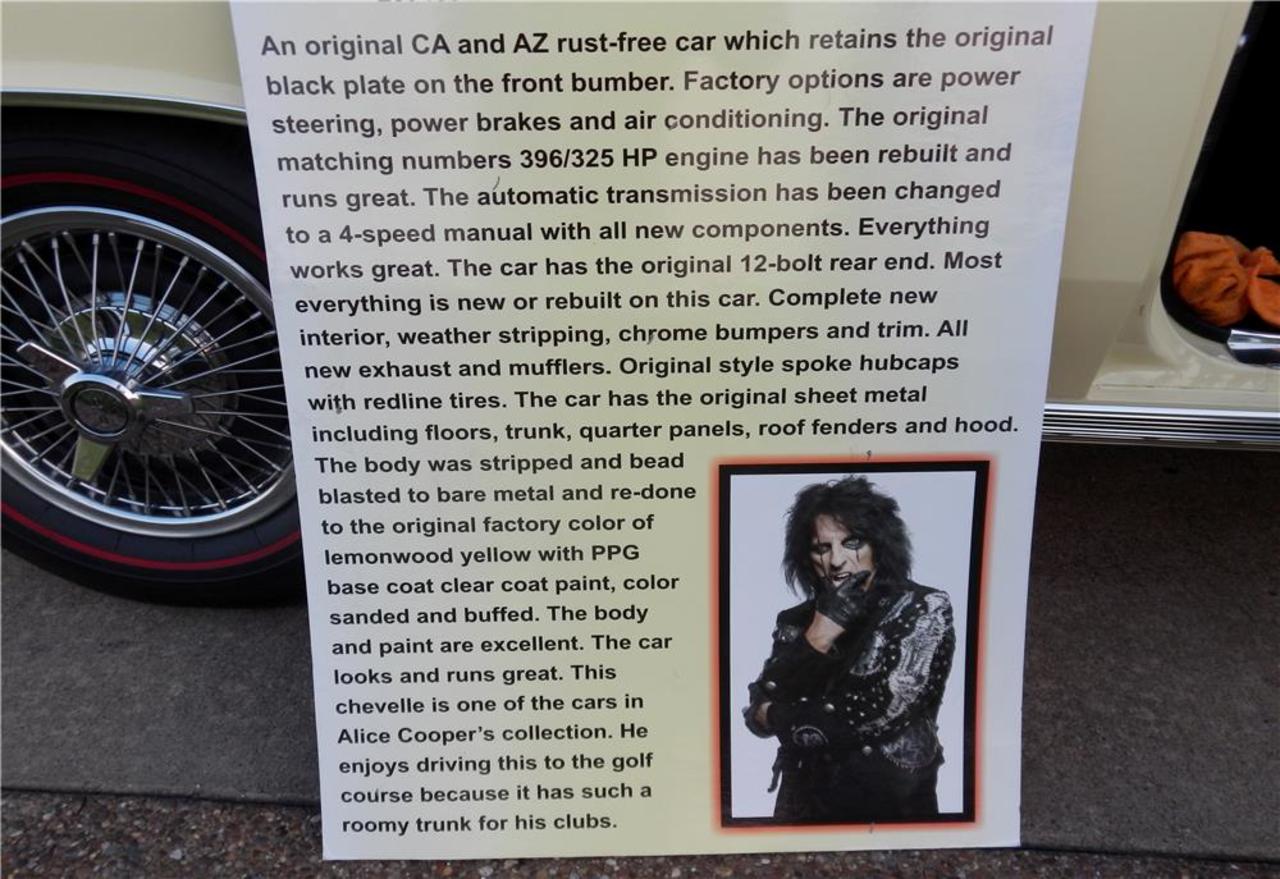 An original CA and AZ rust-free car which retains the original
black plate on the front bumber. Factory options are power
steering, power brakes and air conditioning. The original
matching numbers 396/325 HP engine has been rebuilt and
runs great. The automatic transmission has been changed
to a 4-speed manual with all new components. Everything
works great. The car has the original 12-bolt rear end. Most
everything is new or rebuilt on this car. Complete new
interior, weather stripping, chrome bumpers and trim. All
new exhaust and mufflers. Original style spoke hubcaps
with redline tires. The car has the original sheet metal
including floors, trunk, quarter panels, roof fenders and hood.
The body was stripped and bead
blasted to bare metal and re-done
to the original factory color of
lemonwood yellow with PPG
base coat clear coat paint, color
sanded and buffed. The body
and paint are excellent. The car
looks and runs great. This
chevelle is one of the cars in
Alice Cooper's collection. He
enjoys driving this to the golf
course because it has such a
roomy trunk for his clubs.